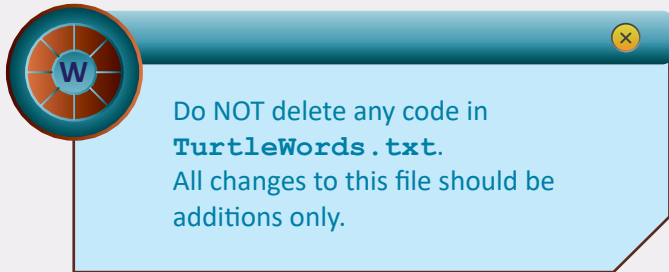 W
Do NOT delete any code in
TurtleWords.txt.
All changes to this file should be
additions only.